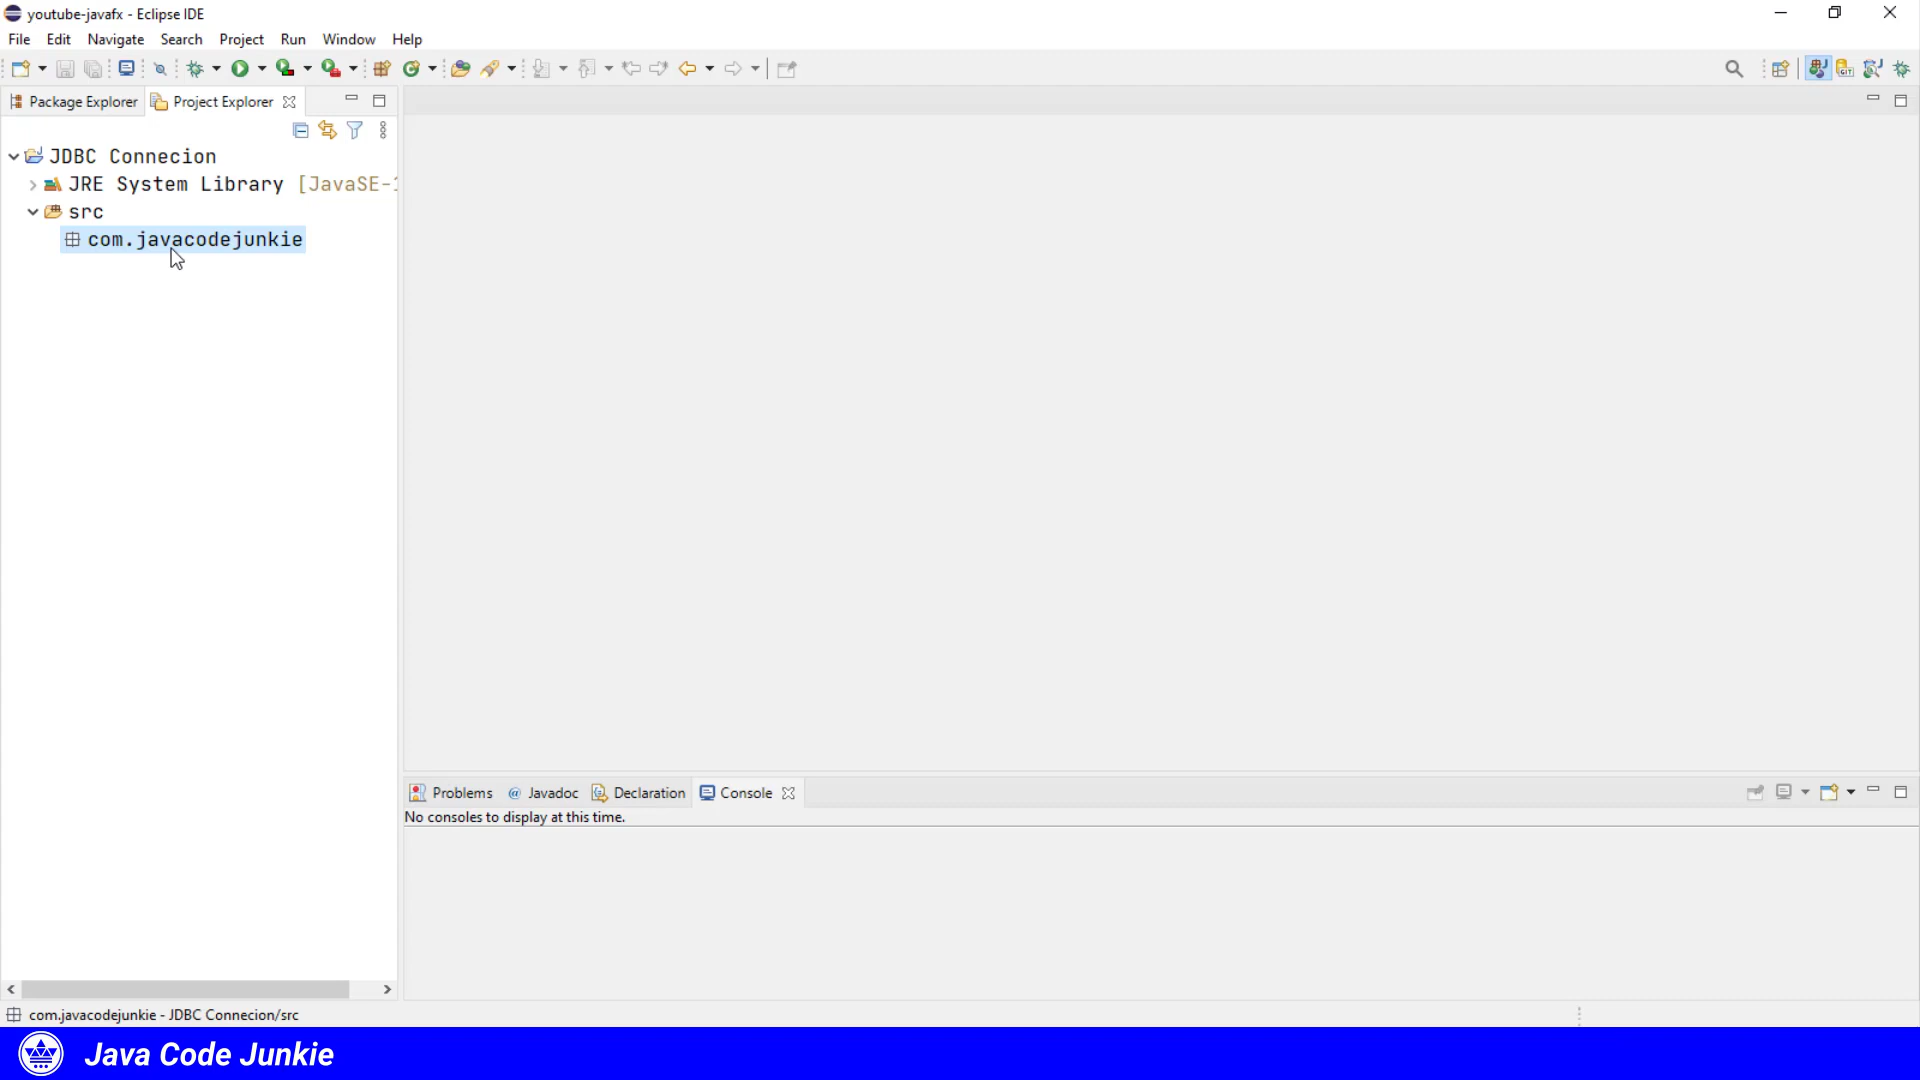 youtube-javafx - Eclipse IDE
File Edit Navigate Search Project Run Window Help
Package Explorer Project Explorer
JDBC Connecion
JRE System Library [JavaSE-1
src
com.javacodejunkie
Problems @ Javadoc Declaration Console
No consoles to display at this time.
com.javacodejunkie - JDBC Connecion/src
Java Code Junkie